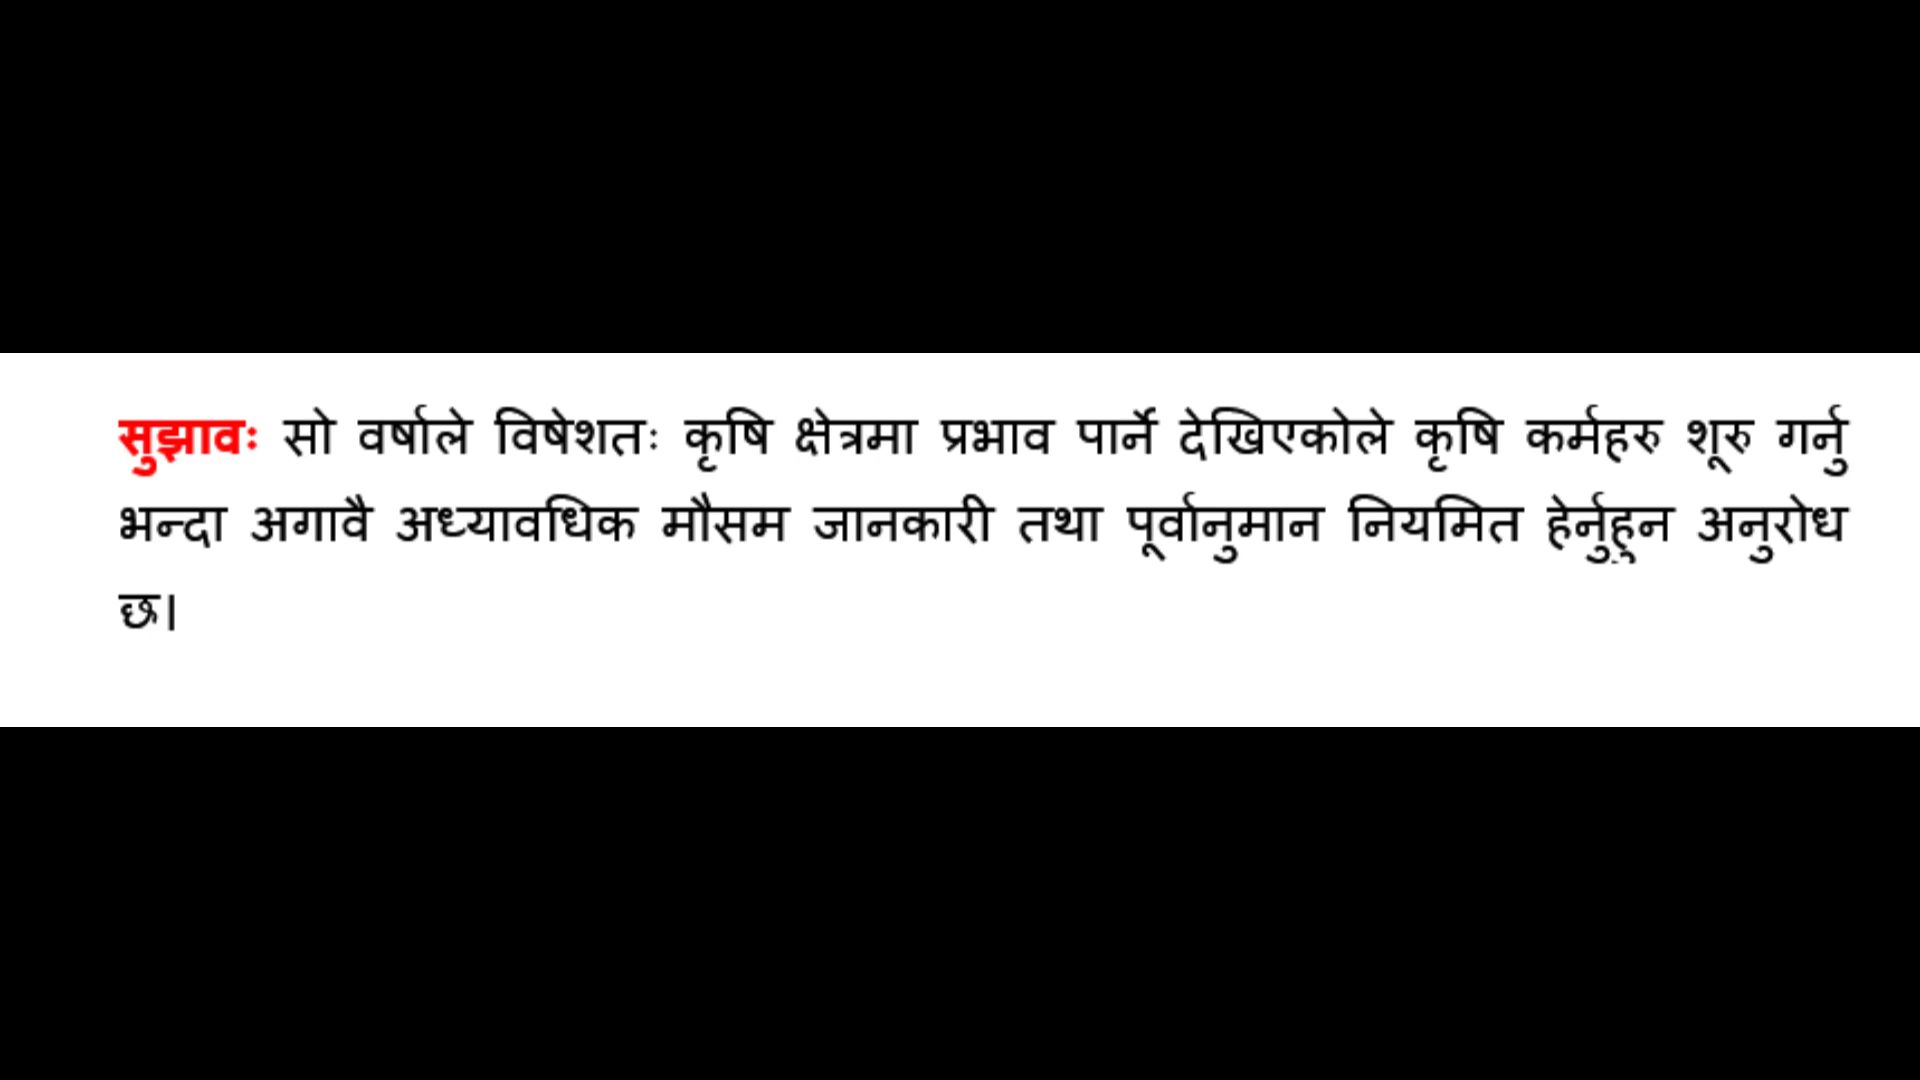 सुझावः सो वर्षाले विषेशतः कृषि क्षेत्रमा प्रभाव पार्ने देखिएकोले कृषि कर्महरु शूरु गर्नु
भन्दा अगावै अध्यावधिक मौसम जानकारी तथा पूर्वानुमान नियमित हेर्नुहुन अनुरोध
छ।